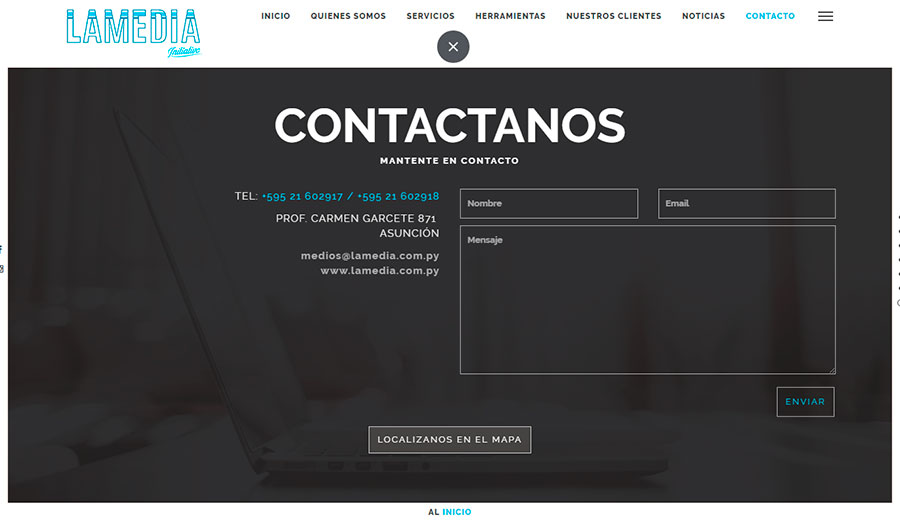 LAMEDIA
Initiative
INICIO QUIENES SOMOS SERVICIOS HERRAMIENTAS NUESTROS CLIENTES NOTICIAS CONTACTO
CONTACTANOS
MANTENTE EN CONTACTO
TEL: +595 21 602917 / +595 21 602918
PROF. CARMEN GARCETE 871
ASUNCIÓN
medios@lamedia.com.py
www.lamedia.com.py
Nombre
Email
Mensaje
ENVIAR
LOCALIZANOS EN EL MAPA
AL INICIO